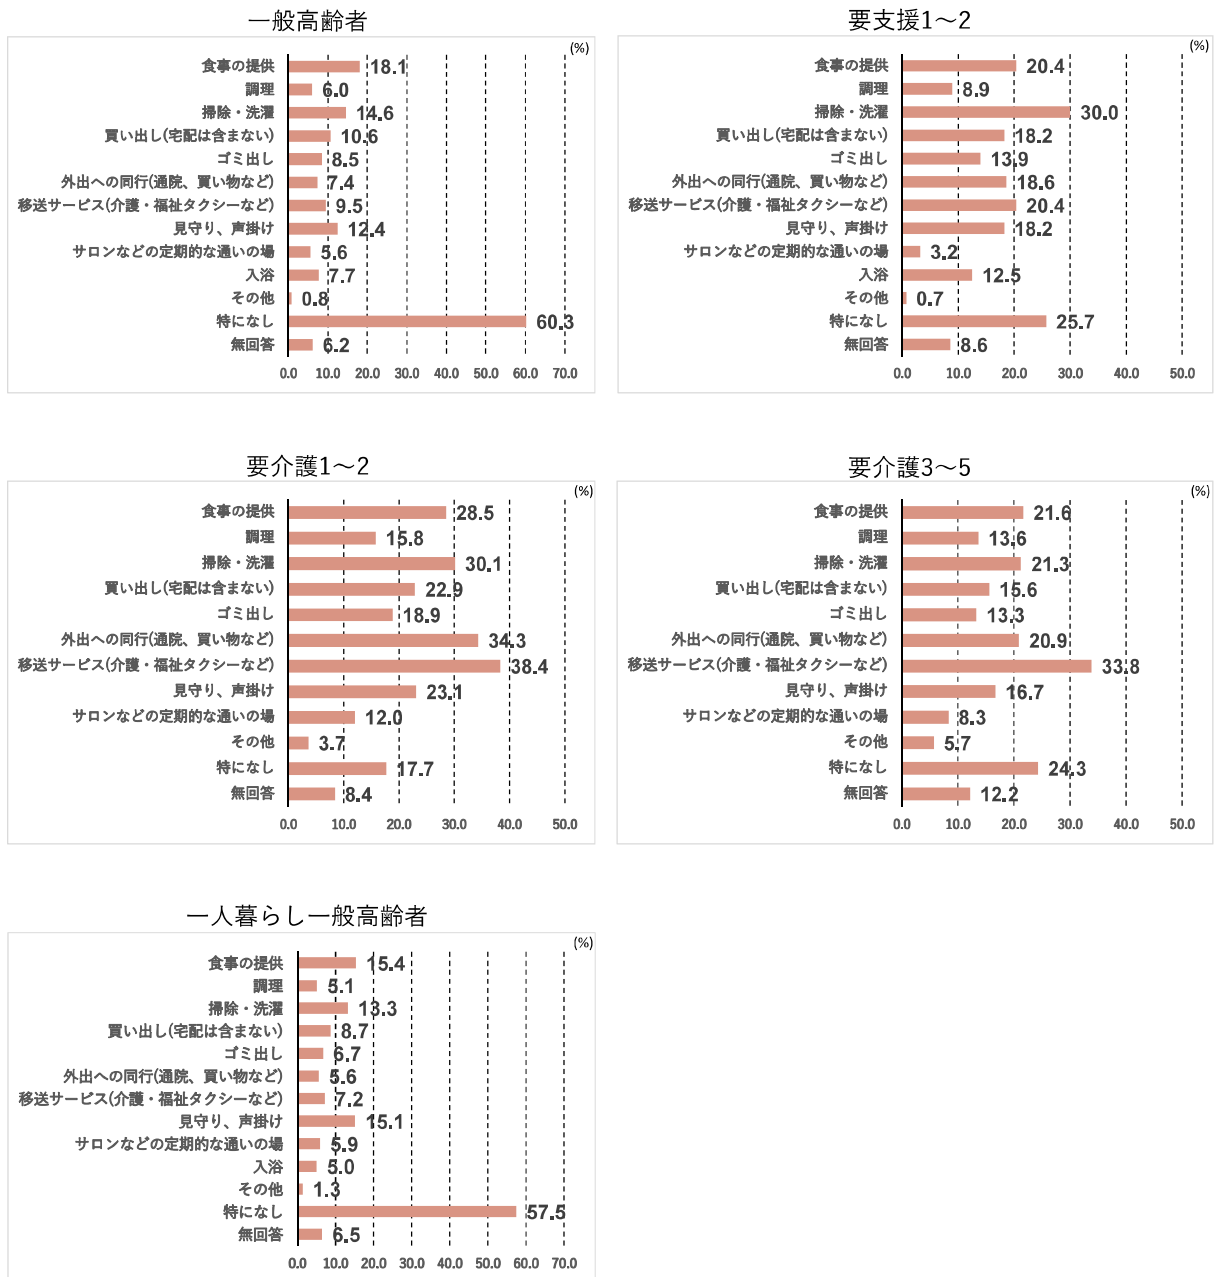 一般高齢者
(%)
食事の提供 18.1
調理 6.0
掃除・洗濯 14.6
買い出し(宅配は含まない) 10.6
ゴミ出し 8.5
外出への同行(通院、買い物など) 7.4
移送サービス(介護・福祉タクシーなど) 9.5
見守り、声掛け 12.4
サロンなどの定期的な通いの場 5.6
入浴 7.7
その他 0.8
特になし 60.3
無回答 6.2
0.0 10.0 20.0 30.0 40.0 50.0 60.0 70.0
要支援1～2
(%)
食事の提供 20.4
調理 8.9
掃除・洗濯 30.0
買い出し(宅配は含まない) 18.2
ゴミ出し 13.9
外出への同行(通院、買い物など) 18.6
移送サービス(介護・福祉タクシーなど) 20.4
見守り、声掛け 18.2
サロンなどの定期的な通いの場 3.2
入浴 12.5
その他 0.7
特になし 25.7
無回答 8.6
0.0 10.0 20.0 30.0 40.0 50.0
要介護1～2
(%)
食事の提供 28.5
調理 15.8
掃除・洗濯 30.1
買い出し(宅配は含まない) 22.9
ゴミ出し 18.9
外出への同行(通院、買い物など) 34.3
移送サービス(介護・福祉タクシーなど) 38.4
見守り、声掛け 23.1
サロンなどの定期的な通いの場 12.0
その他 3.7
特になし 17.7
無回答 8.4
0.0 10.0 20.0 30.0 40.0 50.0
要介護3～5
(%)
食事の提供 21.6
調理 13.6
掃除・洗濯 21.3
買い出し(宅配は含まない) 15.6
ゴミ出し 13.3
外出への同行(通院、買い物など) 20.9
移送サービス(介護・福祉タクシーなど) 33.8
見守り、声掛け 16.7
サロンなどの定期的な通いの場 8.3
その他 5.7
特になし 24.3
無回答 12.2
0.0 10.0 20.0 30.0 40.0 50.0
一人暮らし一般高齢者
(%)
食事の提供 15.4
調理 5.1
掃除・洗濯 13.3
買い出し(宅配は含まない) 8.7
ゴミ出し 6.7
外出への同行(通院、買い物など) 5.6
移送サービス(介護・福祉タクシーなど) 7.2
見守り、声掛け 15.1
サロンなどの定期的な通いの場 5.9
入浴 5.0
その他 1.3
特になし 57.5
無回答 6.5
0.0 10.0 20.0 30.0 40.0 50.0 60.0 70.0